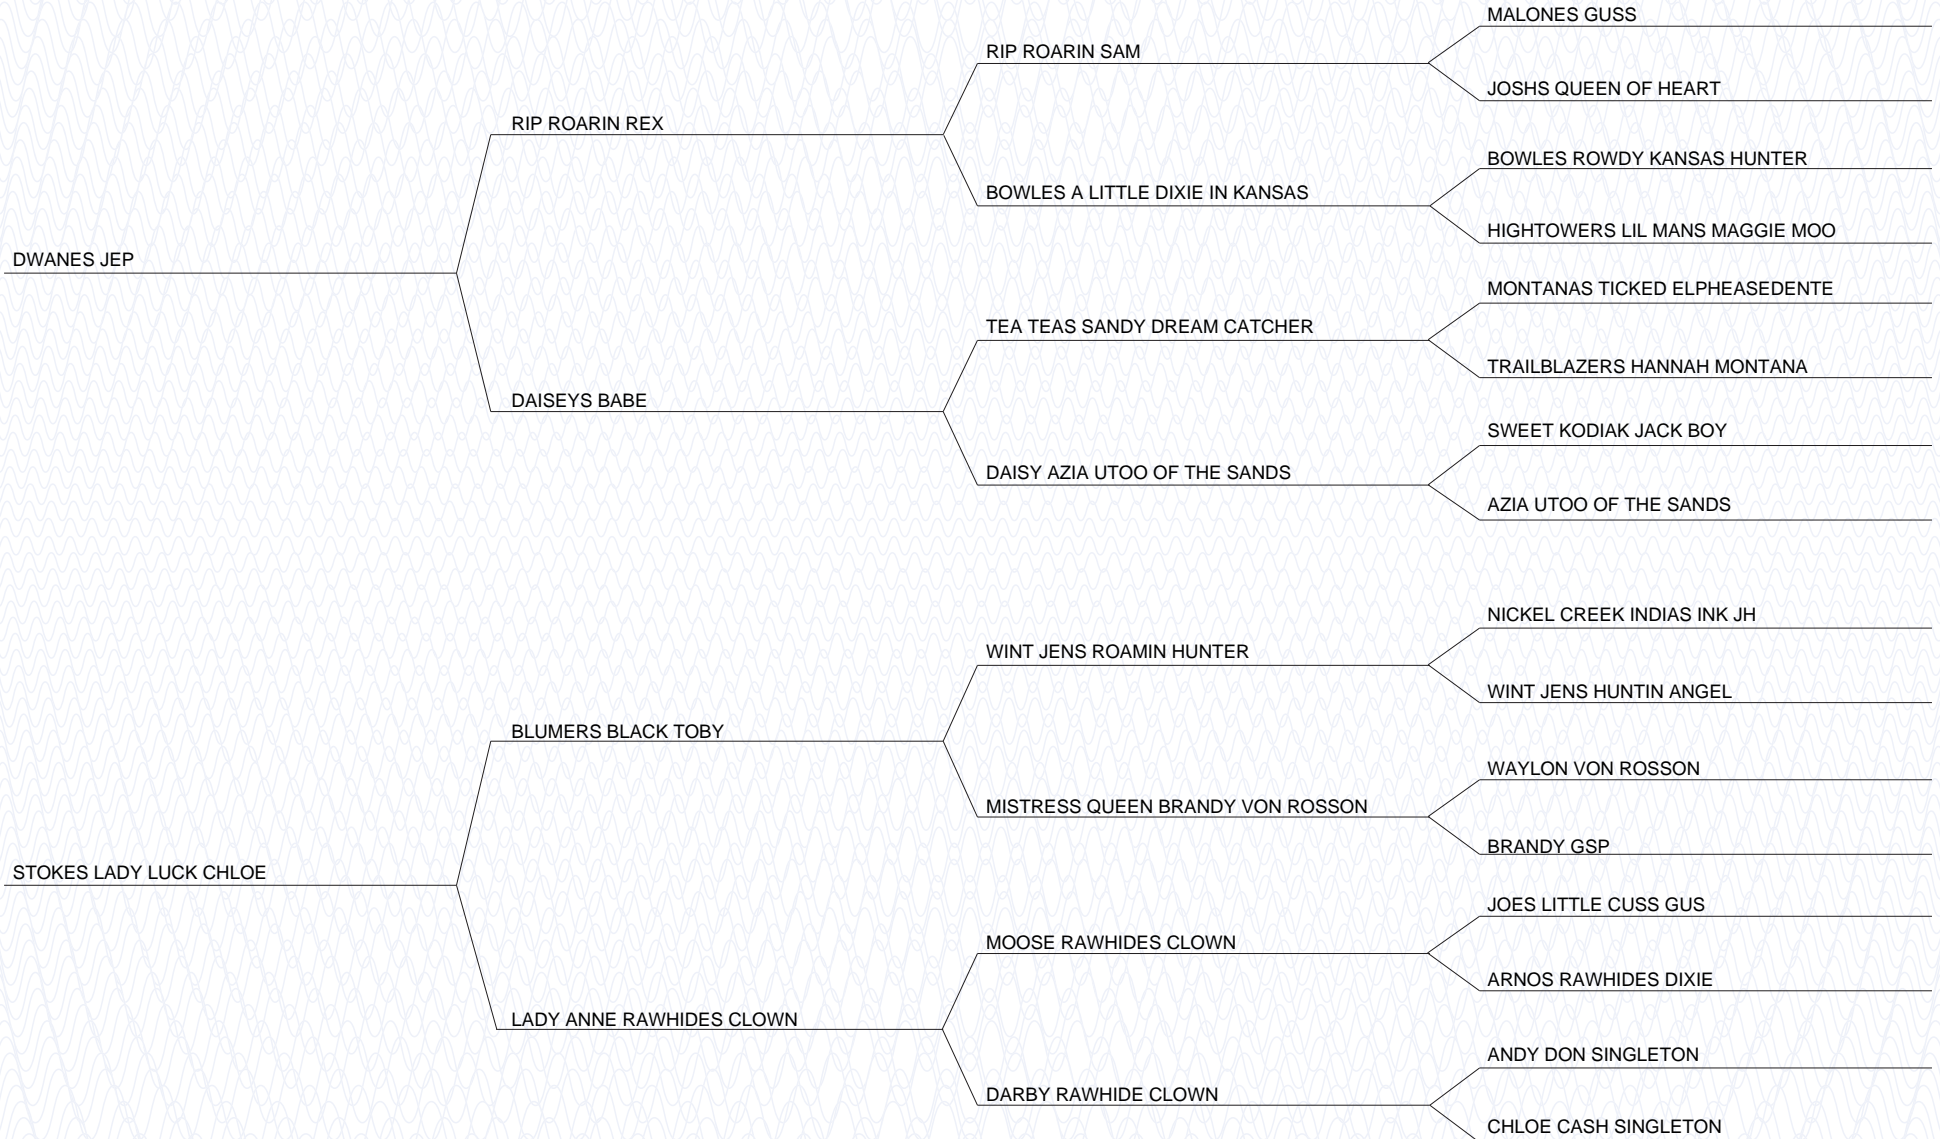 MALONES GUSS
RIP ROARIN SAM
JOSHS QUEEN OF HEART
RIP ROARIN REX
BOWLES ROWDY KANSAS HUNTER
BOWLES A LITTLE DIXIE IN KANSAS
HIGHTOWERS LIL MANS MAGGIE MOO
DWANES JEP
MONTANAS TICKED ELPHEASEDENTE
TEA TEAS SANDY DREAM CATCHER
TRAILBLAZERS HANNAH MONTANA
DAISEYS BABE
SWEET KODIAK JACK BOY
DAISY AZIA UTOO OF THE SANDS
AZIA UTOO OF THE SANDS
NICKEL CREEK INDIAS INK JH
WINT JENS ROAMIN HUNTER
WINT JENS HUNTIN ANGEL
BLUMERS BLACK TOBY
WAYLON VON ROSSON
MISTRESS QUEEN BRANDY VON ROSSON
BRANDY GSP
STOKES LADY LUCK CHLOE
JOES LITTLE CUSS GUS
MOOSE RAWHIDES CLOWN
ARNOS RAWHIDES DIXIE
LADY ANNE RAWHIDES CLOWN
ANDY DON SINGLETON
DARBY RAWHIDE CLOWN
CHLOE CASH SINGLETON